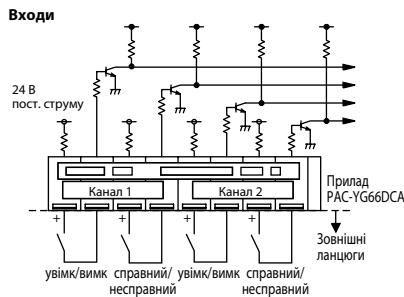 Входи
24 В
пост. струму
Канал 1
Канал 2
Прилад
PAC-YG66DCA
+
+
+
+
Зовнішні
ланцюги
увімк/вимк
справний/
несправний
увімк/вимк
справний/
несправний